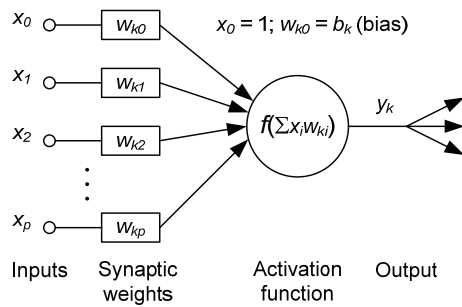 x0 wk0 x0 = 1; wk0 = bk (bias)
x1 wk1
x2 wk2 f(∑xiwki) yk
xp wkp
Inputs Synaptic weights Activation function Output